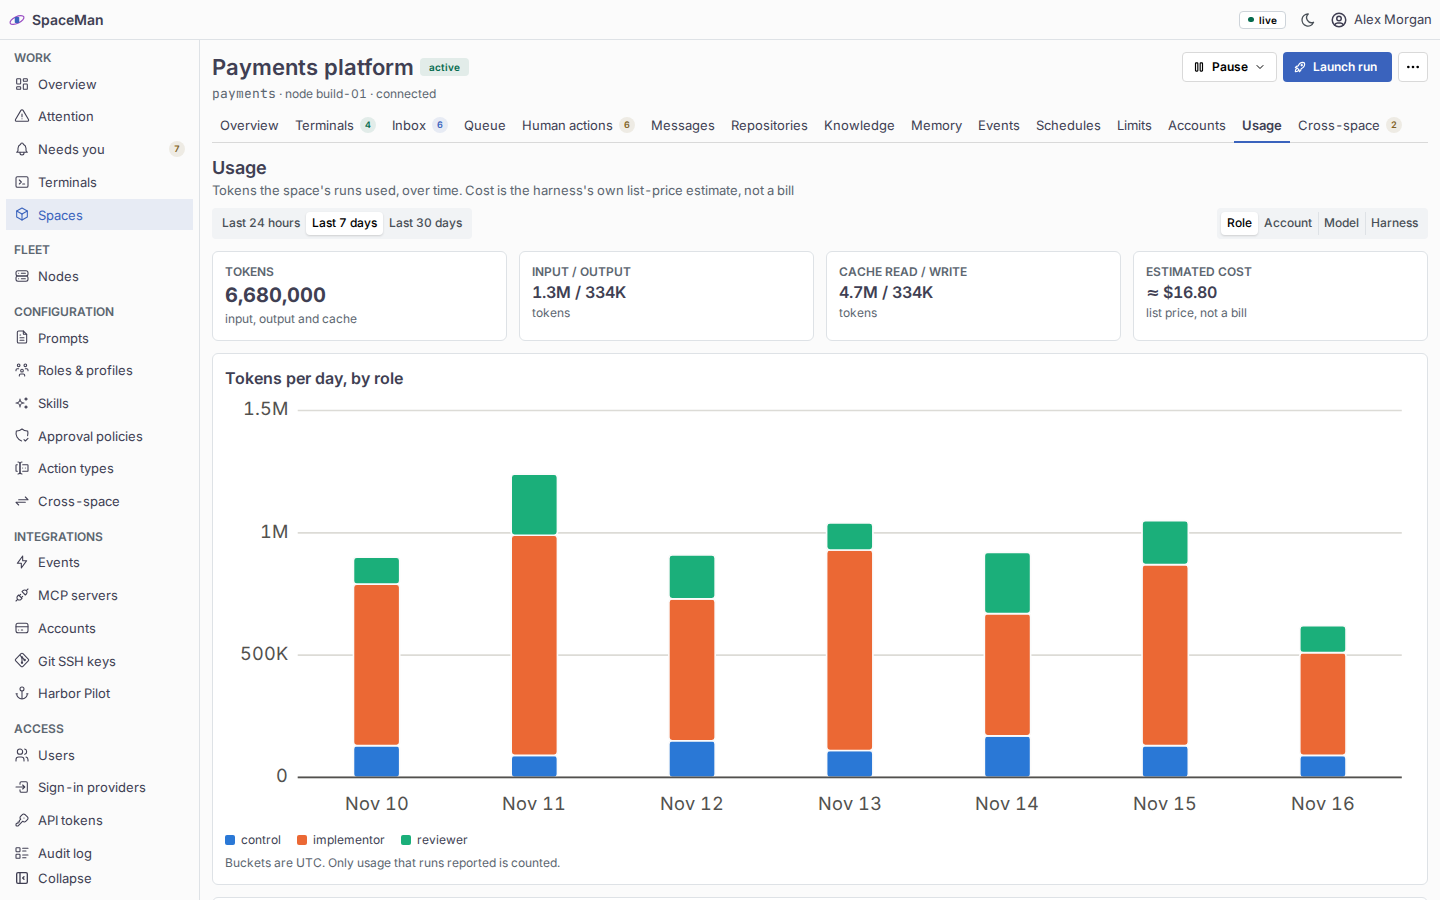 SpaceMan
live
Alex Morgan
WORK
Overview
Attention
Needs you 7
Terminals
Spaces
FLEET
Nodes
CONFIGURATION
Prompts
Roles & profiles
Skills
Approval policies
Action types
Cross-space
INTEGRATIONS
Events
MCP servers
Accounts
Git SSH keys
Harbor Pilot
ACCESS
Users
Sign-in providers
API tokens
Audit log
Collapse
Payments platform active
Pause
Launch run
payments · node build-01 · connected
Overview Terminals 4 Inbox 6 Queue Human actions 6 Messages Repositories Knowledge Memory Events Schedules Limits Accounts Usage Cross-space 2
Usage
Tokens the space's runs used, over time. Cost is the harness's own list-price estimate, not a bill
Last 24 hours Last 7 days Last 30 days
Role Account Model Harness
TOKENS
6,680,000
input, output and cache
INPUT / OUTPUT
1.3M / 334K
tokens
CACHE READ / WRITE
4.7M / 334K
tokens
ESTIMATED COST
≈ $16.80
list price, not a bill
Tokens per day, by role
1.5M
1M
500K
0
Nov 10 Nov 11 Nov 12 Nov 13 Nov 14 Nov 15 Nov 16
control implementor reviewer
Buckets are UTC. Only usage that runs reported is counted.